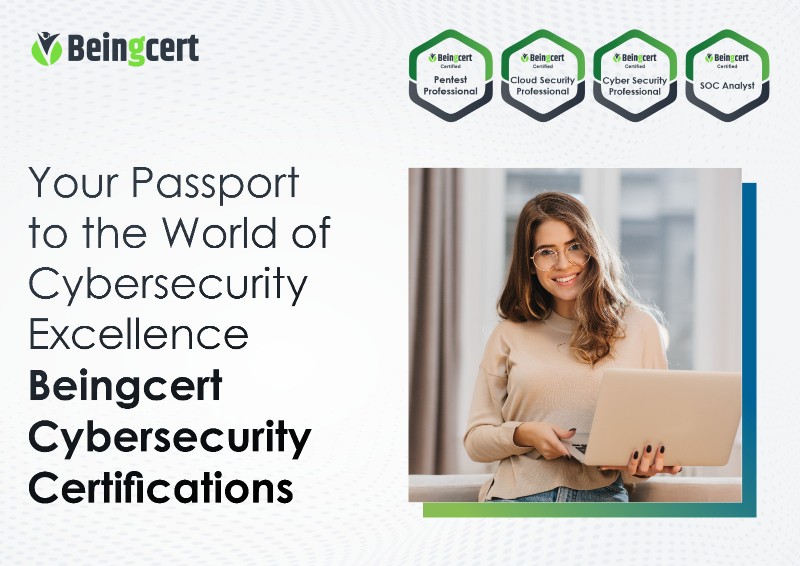 Beingcert
Beingcert
Certified
Pentest
Professional
Beingcert
Certified
Cloud Security
Professional
Beingcert
Certified
Cyber Security
Professional
Beingcert
Certified
SOC Analyst
Your Passport
to the World of
Cybersecurity
Excellence
Beingcert
Cybersecurity
Certifications